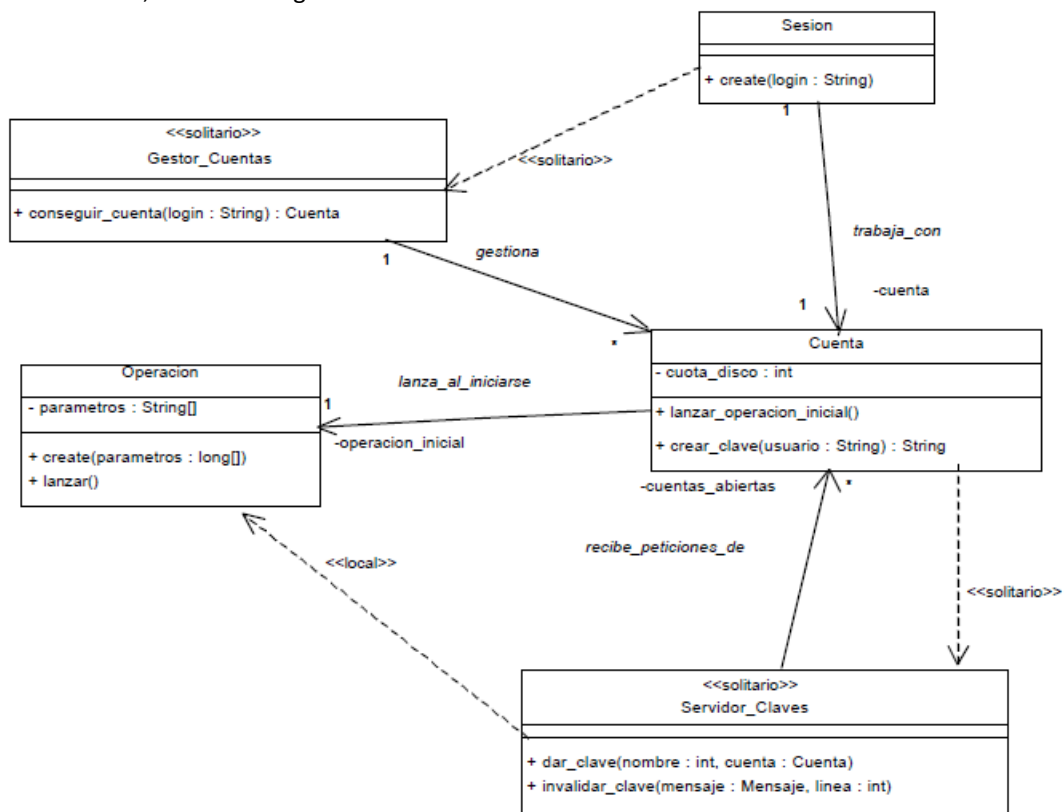 Sesion
+ create(login : String)
1
<<solitario>>
Gestor_Cuentas
+ conseguir_cuenta(login : String) : Cuenta
<<solitario>>
1
gestiona
*
trabaja_con
-cuenta
1
Cuenta
- cuota_disco : int
+ lanzar_operacion_inicial()
+ crear_clave(usuario : String) : String
Operacion
- parametros : String[]
+ create(parametros : long[])
+ lanzar()
lanza_al_iniciarse
1
-operacion_inicial
-cuentas_abiertas
*
recibe_peticiones_de
<<local>>
<<solitario>>
<<solitario>>
Servidor_Claves
+ dar_clave(nombre : int, cuenta : Cuenta)
+ invalidar_clave(mensaje : Mensaje, linea : int)